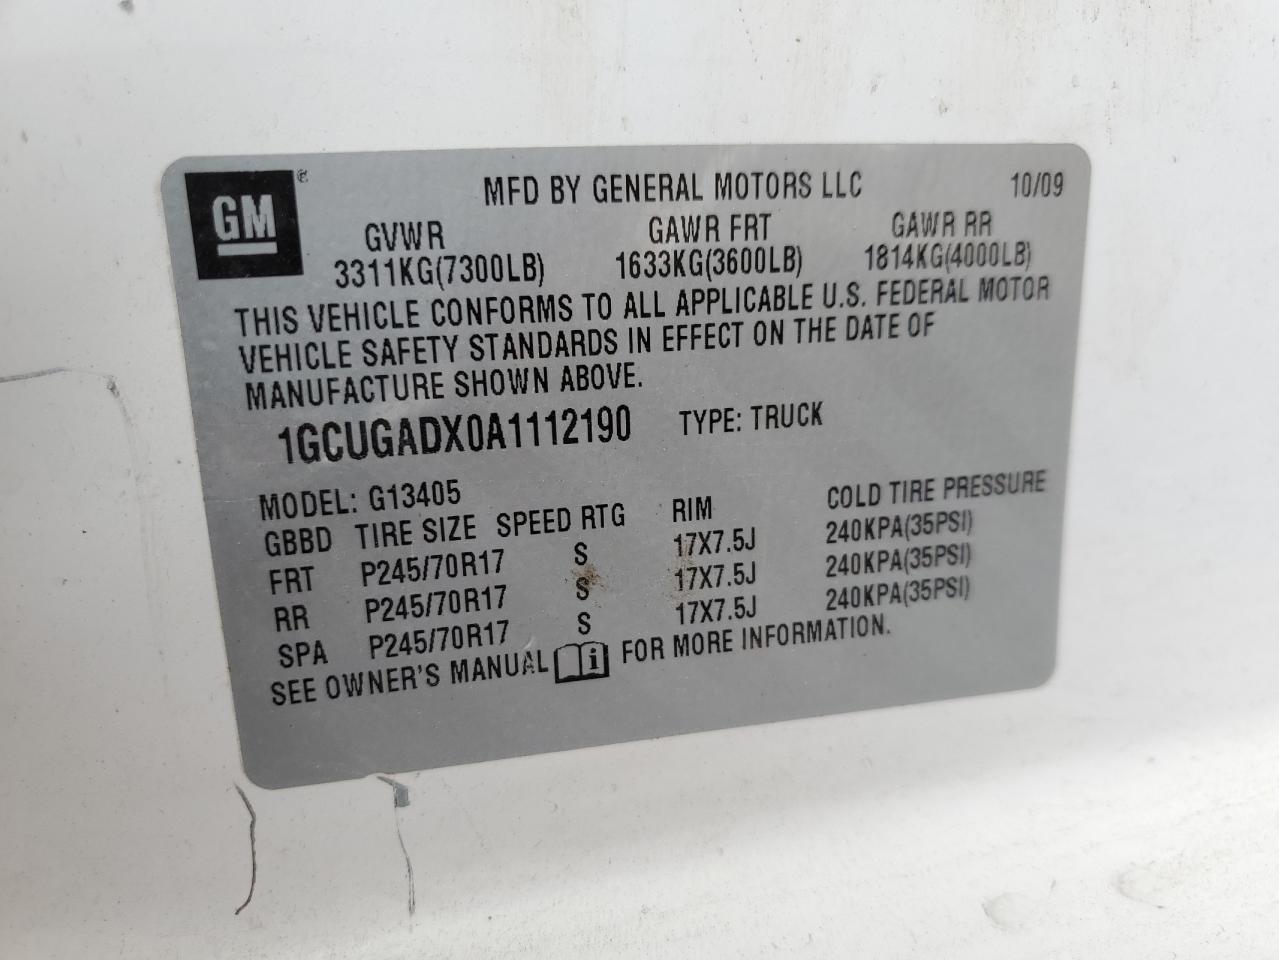 GM ®
MFD BY GENERAL MOTORS LLC 10/09
GVWR GAWR FRT GAWR RR
3311KG(7300LB) 1633KG(3600LB) 1814KG(4000LB)
THIS VEHICLE CONFORMS TO ALL APPLICABLE U.S. FEDERAL MOTOR
VEHICLE SAFETY STANDARDS IN EFFECT ON THE DATE OF
MANUFACTURE SHOWN ABOVE.
1GCUGADX0A1112190 TYPE: TRUCK
MODEL: G13405
GBBD TIRE SIZE SPEED RTG RIM COLD TIRE PRESSURE
FRT P245/70R17 S 17X7.5J 240KPA(35PSI)
RR P245/70R17 S 17X7.5J 240KPA(35PSI)
SPA P245/70R17 S 17X7.5J 240KPA(35PSI)
SEE OWNER'S MANUAL i FOR MORE INFORMATION.